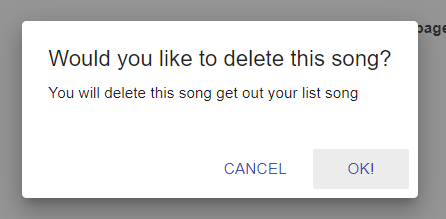 page
Would you like to delete this song?
You will delete this song get out your list song
CANCEL OK!